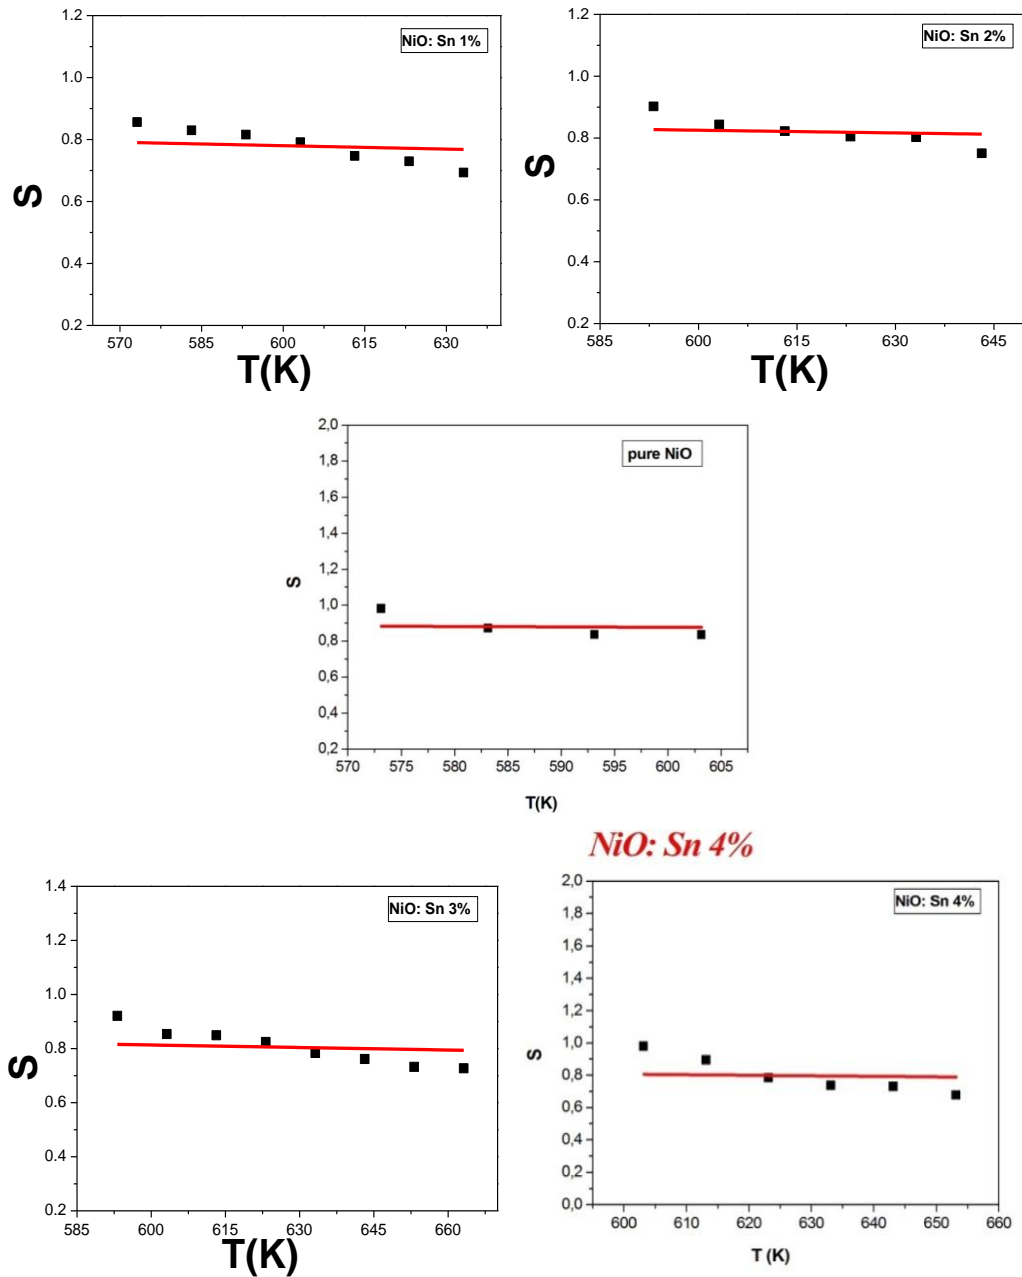 NiO: Sn 1%
1.2
1.0
0.8
0.6
0.4
0.2
S
570 585 600 615 630
T(K)
NiO: Sn 2%
1.2
1.0
0.8
0.6
0.4
0.2
S
585 600 615 630 645
T(K)
pure NiO
2,0
1,8
1,6
1,4
1,2
1,0
0,8
0,6
0,4
0,2
S
570 575 580 585 590 595 600 605
T(K)
NiO: Sn 3%
1.4
1.2
1.0
0.8
0.6
0.4
0.2
S
585 600 615 630 645 660
T(K)
NiO: Sn 4%
NiO: Sn 4%
2,0
1,8
1,6
1,4
1,2
1,0
0,8
0,6
0,4
0,2
0,0
S
600 610 620 630 640 650 660
T (K)